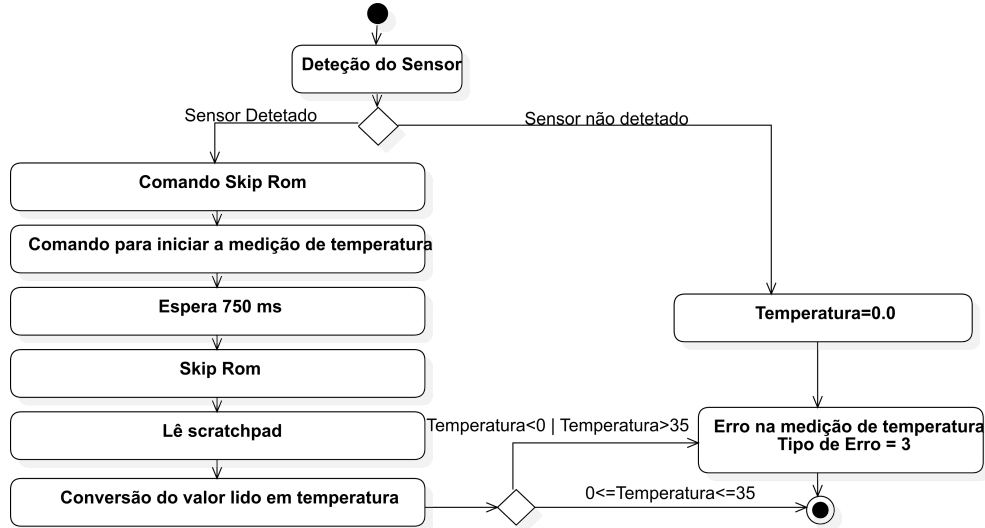 Deteção do Sensor
Sensor Detetado
Sensor não detetado
Comando Skip Rom
Comando para iniciar a medição de temperatura
Espera 750 ms
Temperatura=0.0
Skip Rom
Lê scratchpad
Temperatura<0 | Temperatura>35
Erro na medição de temperatura
Tipo de Erro = 3
Conversão do valor lido em temperatura
0<=Temperatura<=35